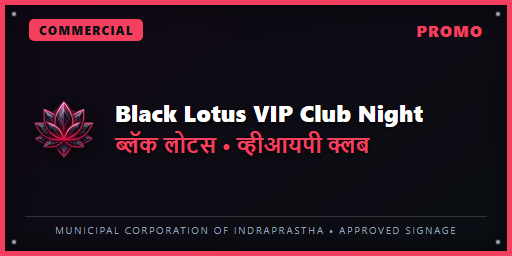 COMMERCIAL
PROMO
Black Lotus VIP Club Night
ब्लॅक लोटस • व्हीआयपी क्लब
MUNICIPAL CORPORATION OF INDRAPRASTHA • APPROVED SIGNAGE